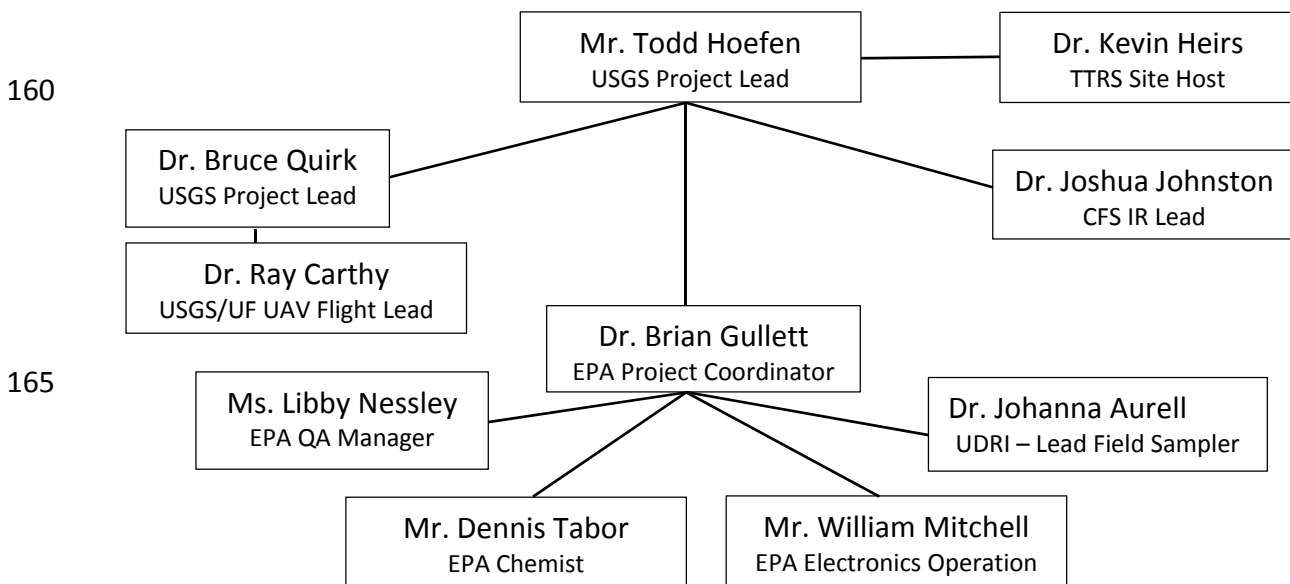 Mr. Todd Hoefen
USGS Project Lead
Dr. Kevin Heirs
TTRS Site Host
160
Dr. Bruce Quirk
USGS Project Lead
Dr. Joshua Johnston
CFS IR Lead
Dr. Ray Carthy
USGS/UF UAV Flight Lead
Dr. Brian Gullett
EPA Project Coordinator
165
Ms. Libby Nessley
EPA QA Manager
Dr. Johanna Aurell
UDRI – Lead Field Sampler
Mr. Dennis Tabor
EPA Chemist
Mr. William Mitchell
EPA Electronics Operation